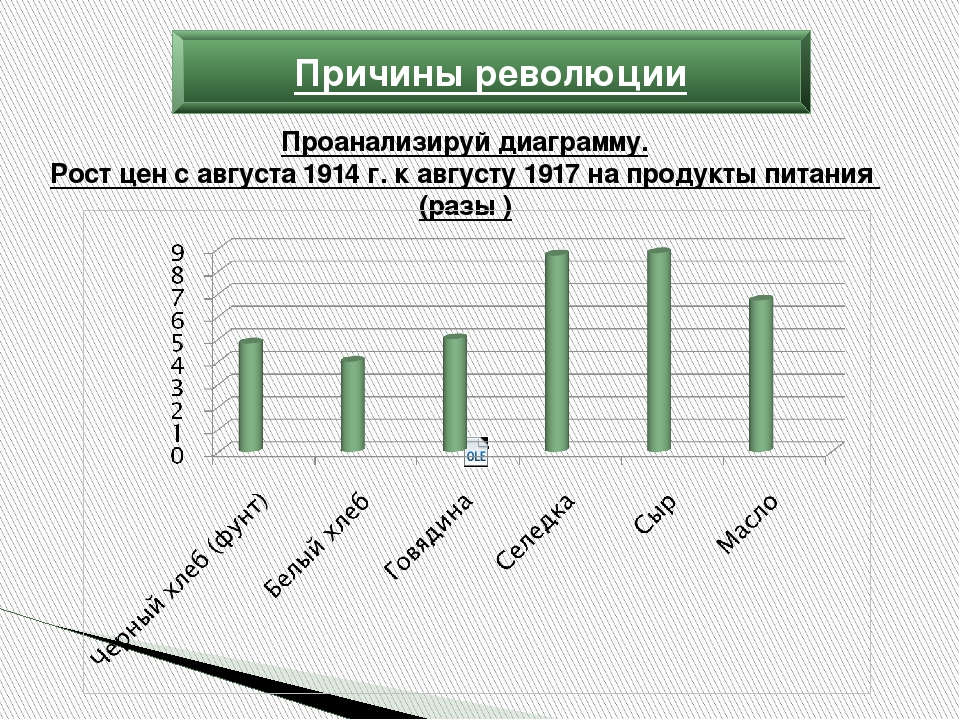 Причины революции
Проанализируй диаграмму.
Рост цен с августа 1914 г. к августу 1917 на продукты питания
(разы )
9
8
7
6
5
4
3
2
1
0
OLE
Черный хлеб (фунт)
Белый хлеб
Говядина
Селедка
Сыр
Масло